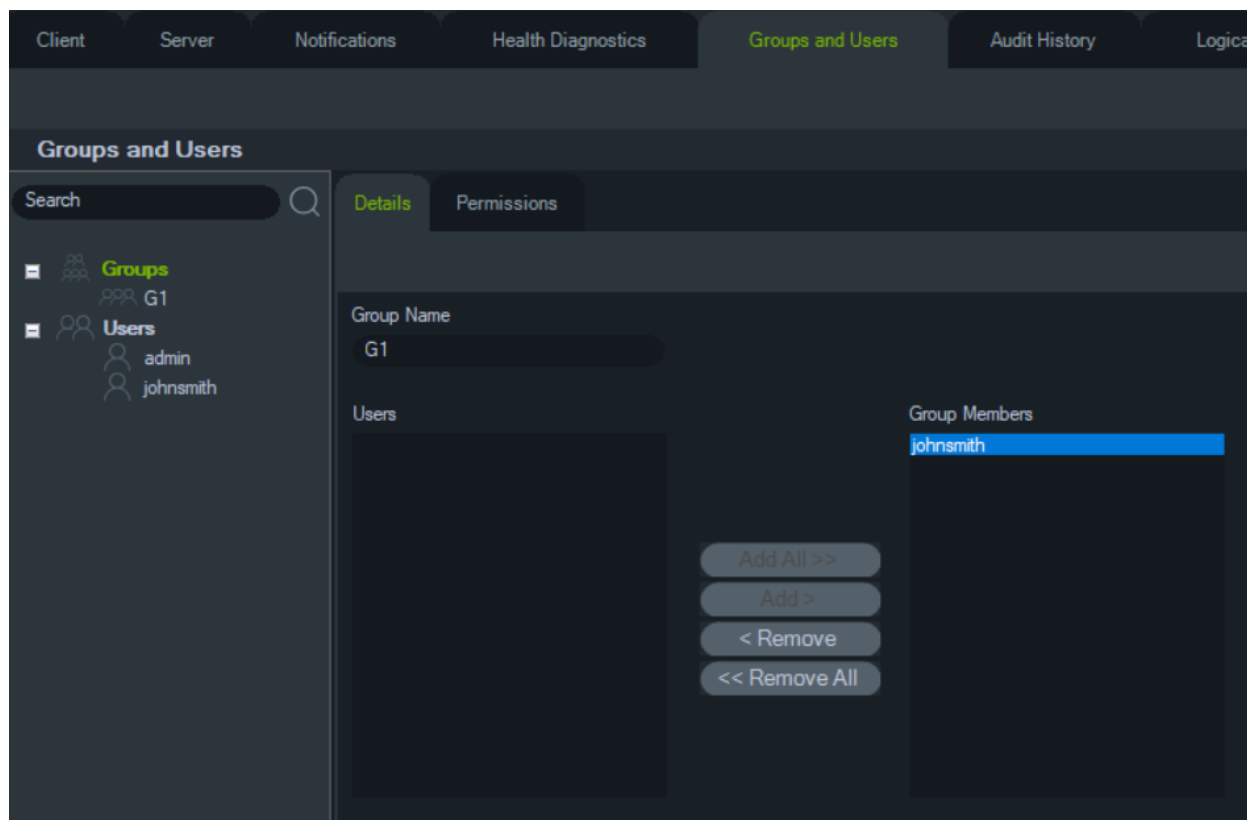 Client Server Notifications Health Diagnostics Groups and Users Audit History Logica
Groups and Users
Search
Details Permissions
Groups
G1
Users
admin
johnsmith
Group Name
G1
Users
Group Members
johnsmith
Add All >>
Add >
< Remove
<< Remove All